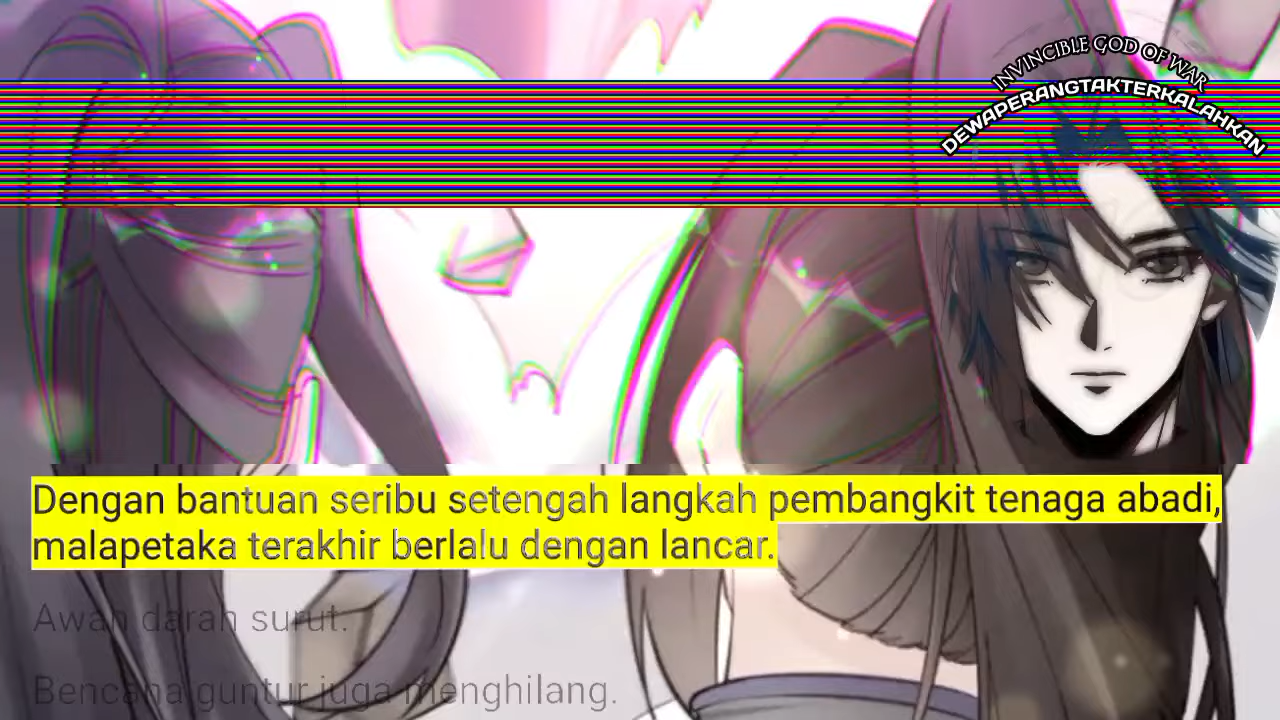 INVINCIBLE GOD OF WAR
DEWAPERANGTAKTERKALAHKAN
Dengan bantuan seribu setengah langkah pembangkit tenaga abadi,
malapetaka terakhir berlalu dengan lancar.
Awan darah surut.
Bencana guntur juga menghilang.